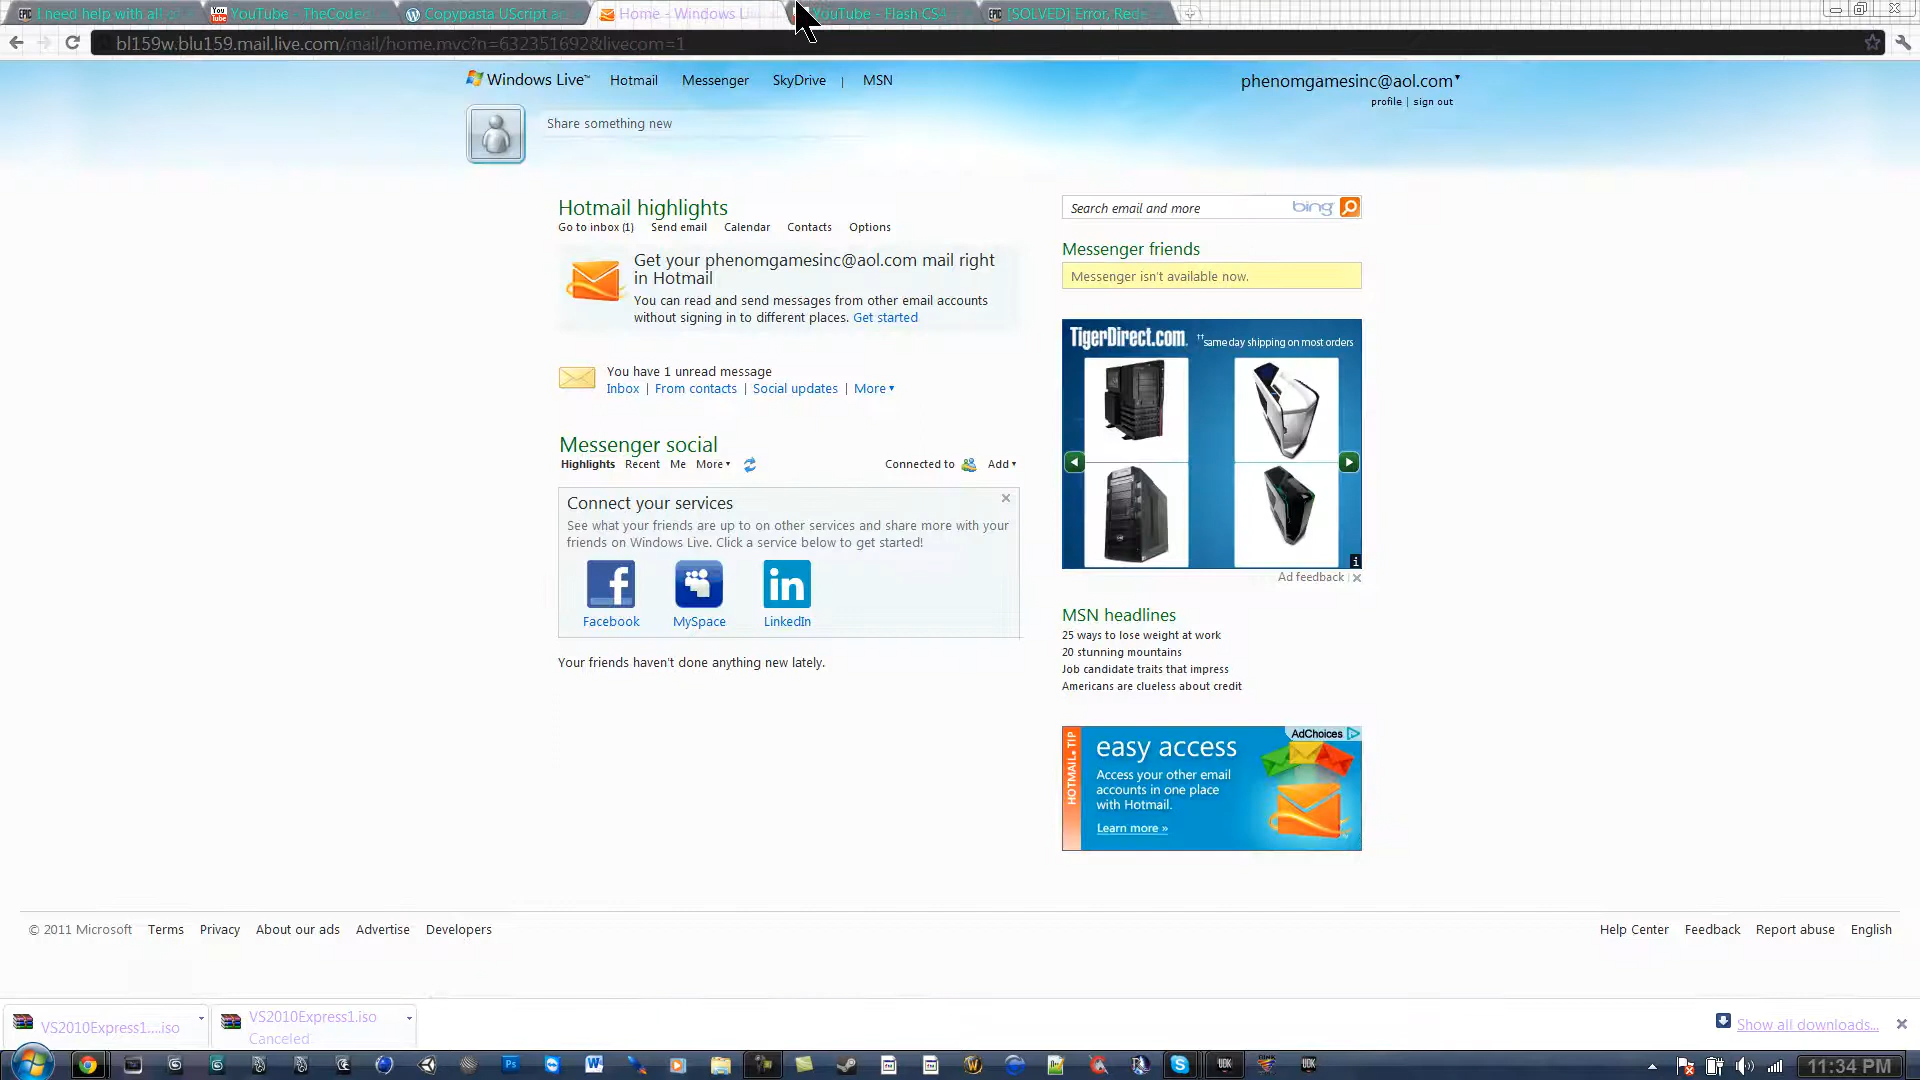 I need help with all
YouTube - TheCoded
Copypasta UScript a
Home - Windows Li
YouTube - Flash CS4
[SOLVED] Error, Rede
bl159w.blu159.mail.live.com/mail/home.mvc?n=632351692&livecom=1
Windows Live™ Hotmail Messenger SkyDrive | MSN
phenomgamesinc@aol.com
profile | sign out
Share something new
Hotmail highlights
Go to inbox (1) Send email Calendar Contacts Options
Get your phenomgamesinc@aol.com mail right
in Hotmail
You can read and send messages from other email accounts
without signing in to different places. Get started
You have 1 unread message
Inbox | From contacts | Social updates | More
Messenger social
Highlights Recent Me More
Connected to Add
Connect your services
See what your friends are up to on other services and share more with your
friends on Windows Live. Click a service below to get started!
Facebook MySpace LinkedIn
Your friends haven't done anything new lately.
Search email and more bing
Messenger friends
Messenger isn't available now.
TigerDirect.com ††same day shipping on most orders
Ad feedback |
MSN headlines
25 ways to lose weight at work
20 stunning mountains
Job candidate traits that impress
Americans are clueless about credit
HOTMAIL TIP
AdChoices
easy access
Access your other email
accounts in one place
with Hotmail.
Learn more »
© 2011 Microsoft Terms Privacy About our ads Advertise Developers
Help Center Feedback Report abuse English
VS2010Express1....iso
VS2010Express1.iso
Canceled
Show all downloads...
11:34 PM